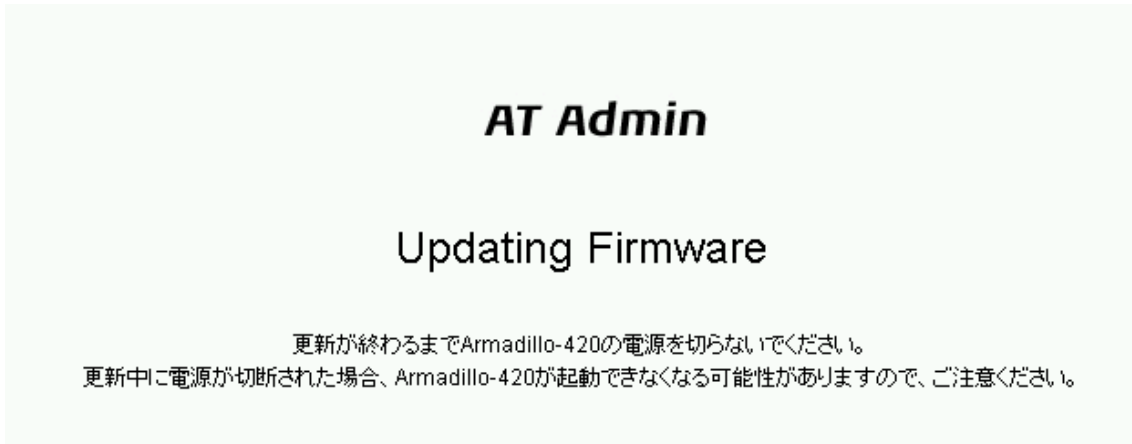 AT Admin
Updating Firmware
更新が終わるまでArmadillo-420の電源を切らないでください。
更新中に電源が切断された場合、Armadillo-420が起動できなくなる可能性がありますので、ご注意ください。